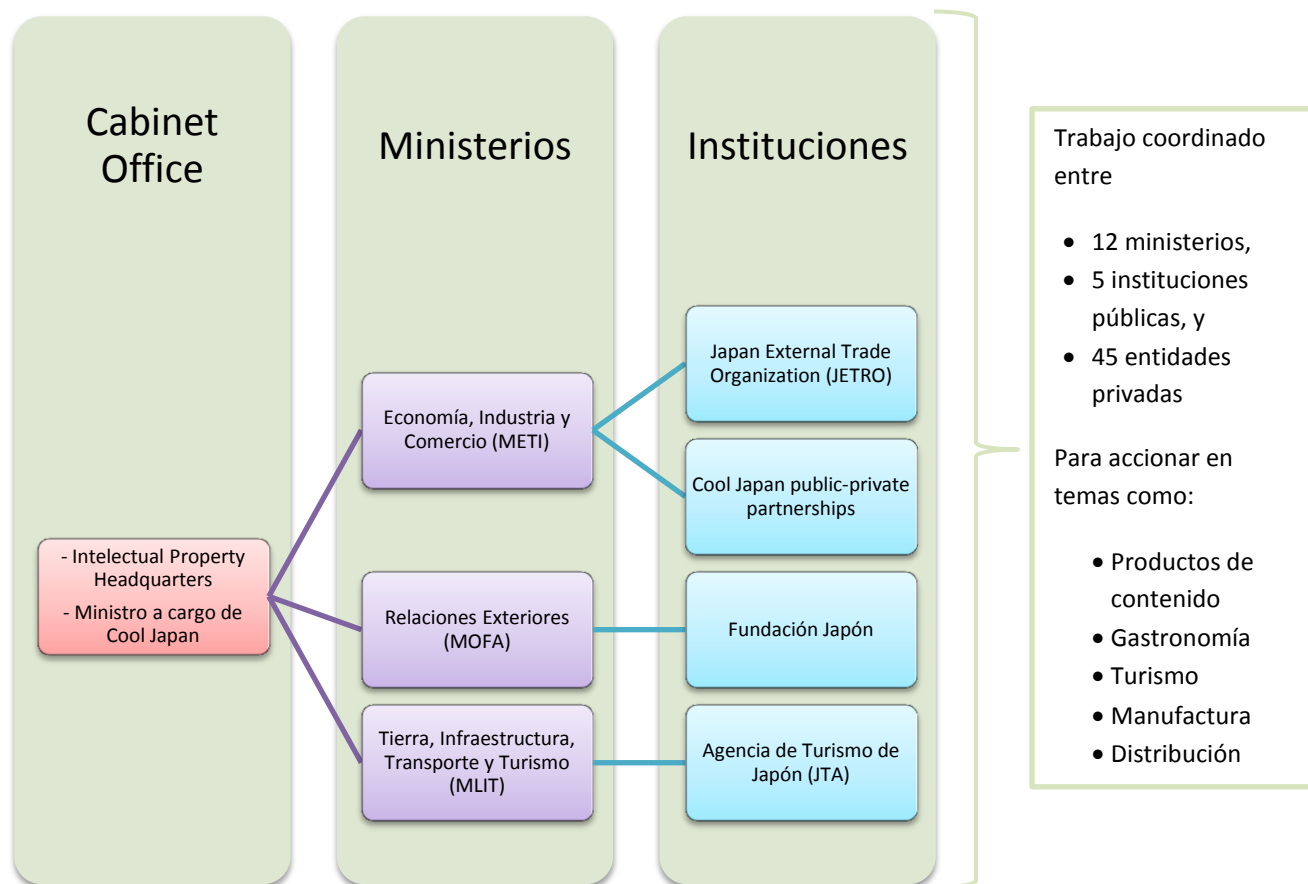 Cabinet
Office
Ministerios
Instituciones
- Intelectual Property
Headquarters
- Ministro a cargo de
Cool Japan
Economía, Industria y
Comercio (METI)
Relaciones Exteriores
(MOFA)
Tierra, Infraestructura,
Transporte y Turismo
(MLIT)
Japan External Trade
Organization (JETRO)
Cool Japan public-private
partnerships
Fundación Japón
Agencia de Turismo de
Japón (JTA)
Trabajo coordinado
entre
• 12 ministerios,
• 5 instituciones
públicas, y
• 45 entidades
privadas
Para accionar en
temas como:
• Productos de
contenido
• Gastronomía
• Turismo
• Manufactura
• Distribución